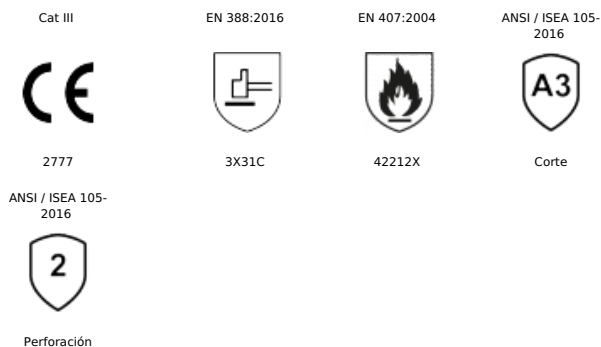 Cat III
EN 388:2016
EN 407:2004
ANSI / ISEA 105-
2016
CE
A3
2777
3X31C
42212X
Corte
ANSI / ISEA 105-
2016
2
Perforación